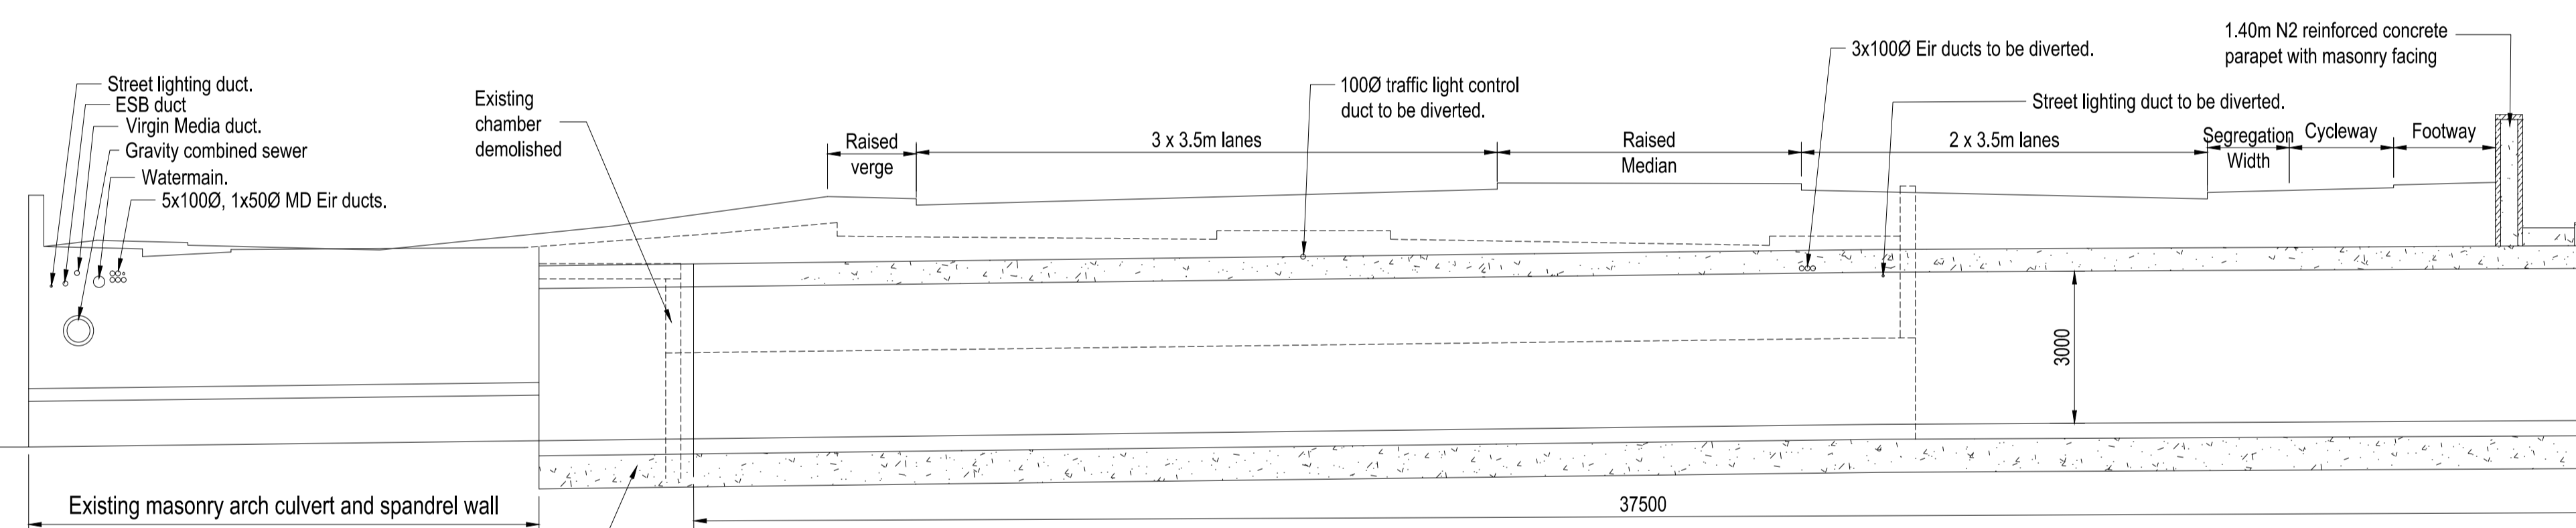 1.40m N2 reinforced concrete
parapet with masonry facing
3x100Ø Eir ducts to be diverted.
Street lighting duct.
ESB duct
Virgin Media duct.
Gravity combined sewer
Watermain.
5x100Ø, 1x50Ø MD Eir ducts.
Existing
chamber
demolished
100Ø traffic light control
duct to be diverted.
Street lighting duct to be diverted.
Raised
verge
3 x 3.5m lanes
Raised
Median
2 x 3.5m lanes
Segregation
Width
Cycleway
Footway
3000
Existing masonry arch culvert and spandrel wall
37500